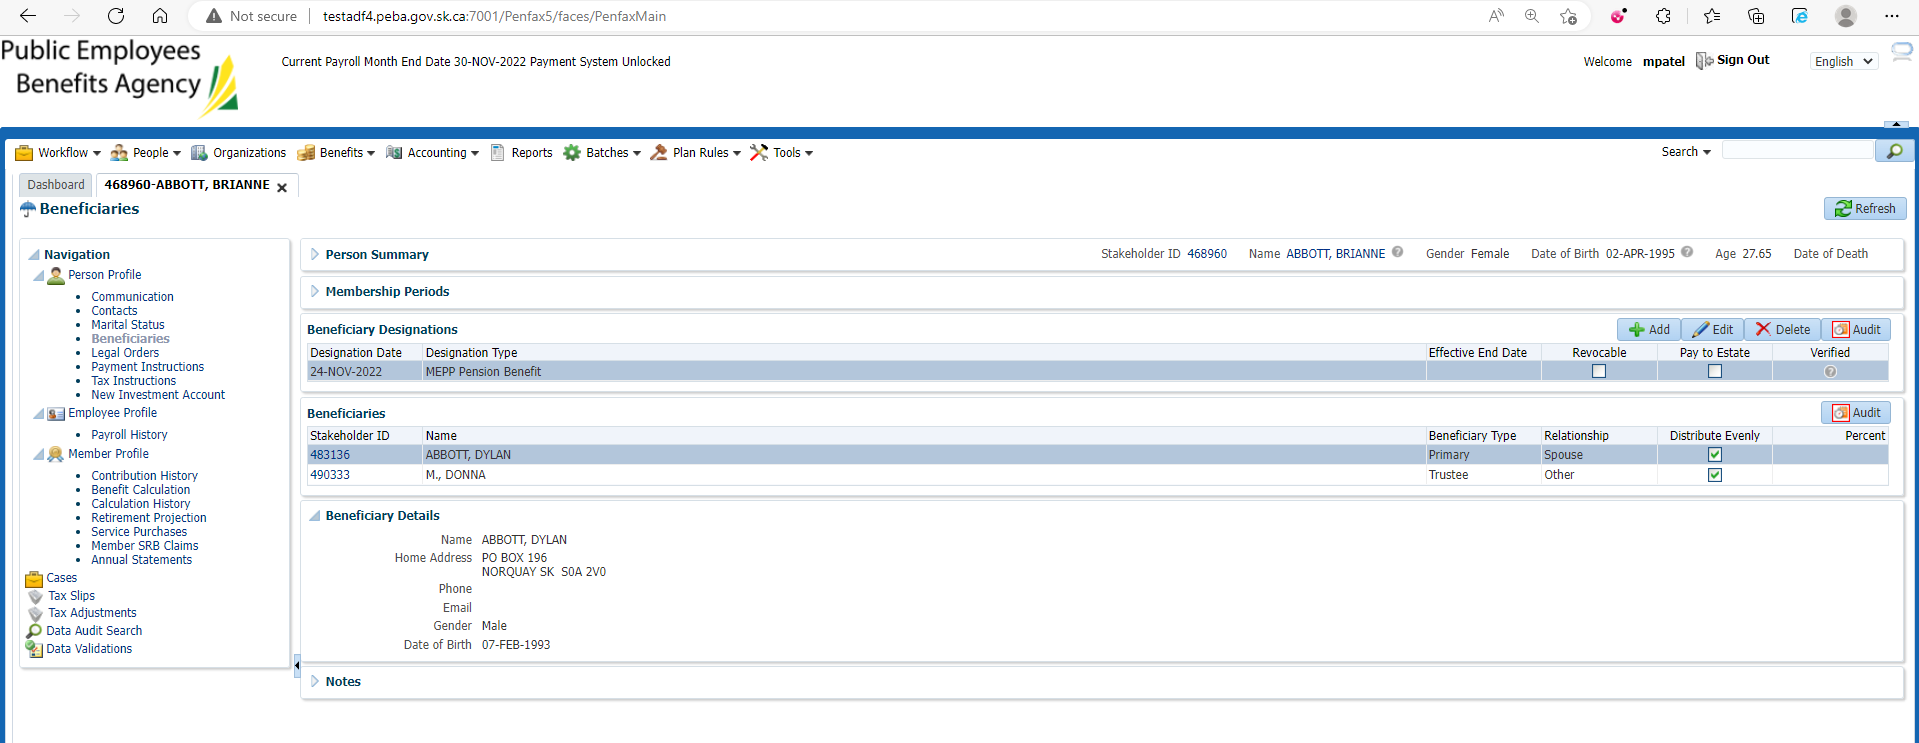 Not secure | testadf4.peba.gov.sk.ca:7001/Penfax5/faces/PenfaxMain
Public Employees
Benefits Agency
Current Payroll Month End Date 30-NOV-2022 Payment System Unlocked
Welcome mpatel Sign Out English
Workflow People Organizations Benefits Accounting Reports Batches Plan Rules Tools Search
Dashboard 468960-ABBOTT, BRIANNE
Beneficiaries
Refresh
Navigation
Person Profile
Communication
Contacts
Marital Status
Beneficiaries
Legal Orders
Payment Instructions
Tax Instructions
New Investment Account
Employee Profile
Payroll History
Member Profile
Contribution History
Benefit Calculation
Calculation History
Retirement Projection
Service Purchases
Member SRB Claims
Annual Statements
Cases
Tax Slips
Tax Adjustments
Data Audit Search
Data Validations
Person Summary Stakeholder ID 468960 Name ABBOTT, BRIANNE Gender Female Date of Birth 02-APR-1995 Age 27.65 Date of Death
Membership Periods
Beneficiary Designations Add Edit Delete Audit
Designation Date Designation Type Effective End Date Revocable Pay to Estate Verified
24-NOV-2022 MEPP Pension Benefit
Beneficiaries Audit
Stakeholder ID Name Beneficiary Type Relationship Distribute Evenly Percent
483136 ABBOTT, DYLAN Primary Spouse
490333 M., DONNA Trustee Other
Beneficiary Details
Name ABBOTT, DYLAN
Home Address PO BOX 196
NORQUAY SK S0A 2V0
Phone
Email
Gender Male
Date of Birth 07-FEB-1993
Notes